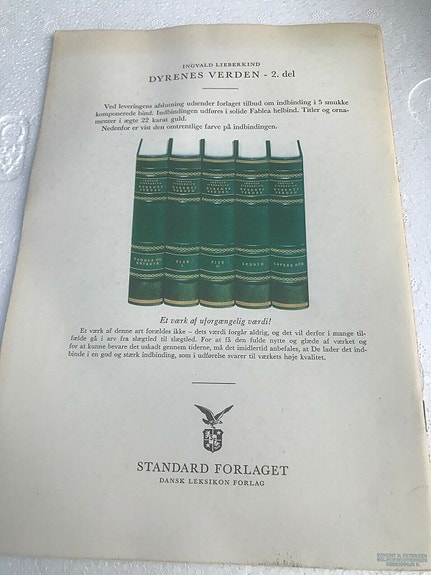 INGVALD LIEBERKIND
DYRENES VERDEN - 2. del
Ved leveringens afslutning udsender forlaget tilbud om indbinding i 5 smukke
komponerede bind. Indbindingen udføres i solide Fablea helbind. Titler og orna-
menter i ægte 22 karat guld.
Nedenfor er vist den omtrentlige farve på indbindingen.
Et værk af uforgængelig værdi!
Et værk af denne art forældes ikke – dets værdi forgår aldrig, og det vil derfor i mange til-
fælde gå i arv fra slægtled til slægtled. For at få den fulde nytte og glæde af værket og
for at kunne bevare det uskadt gennem tiderne, må det imidlertid anbefales, at De lader det ind-
binde i en god og stærk indbinding, som i udførelse svarer til værkets høje kvalitet.
STANDARD FORLAGET
DANSK LEKSIKON FORLAG